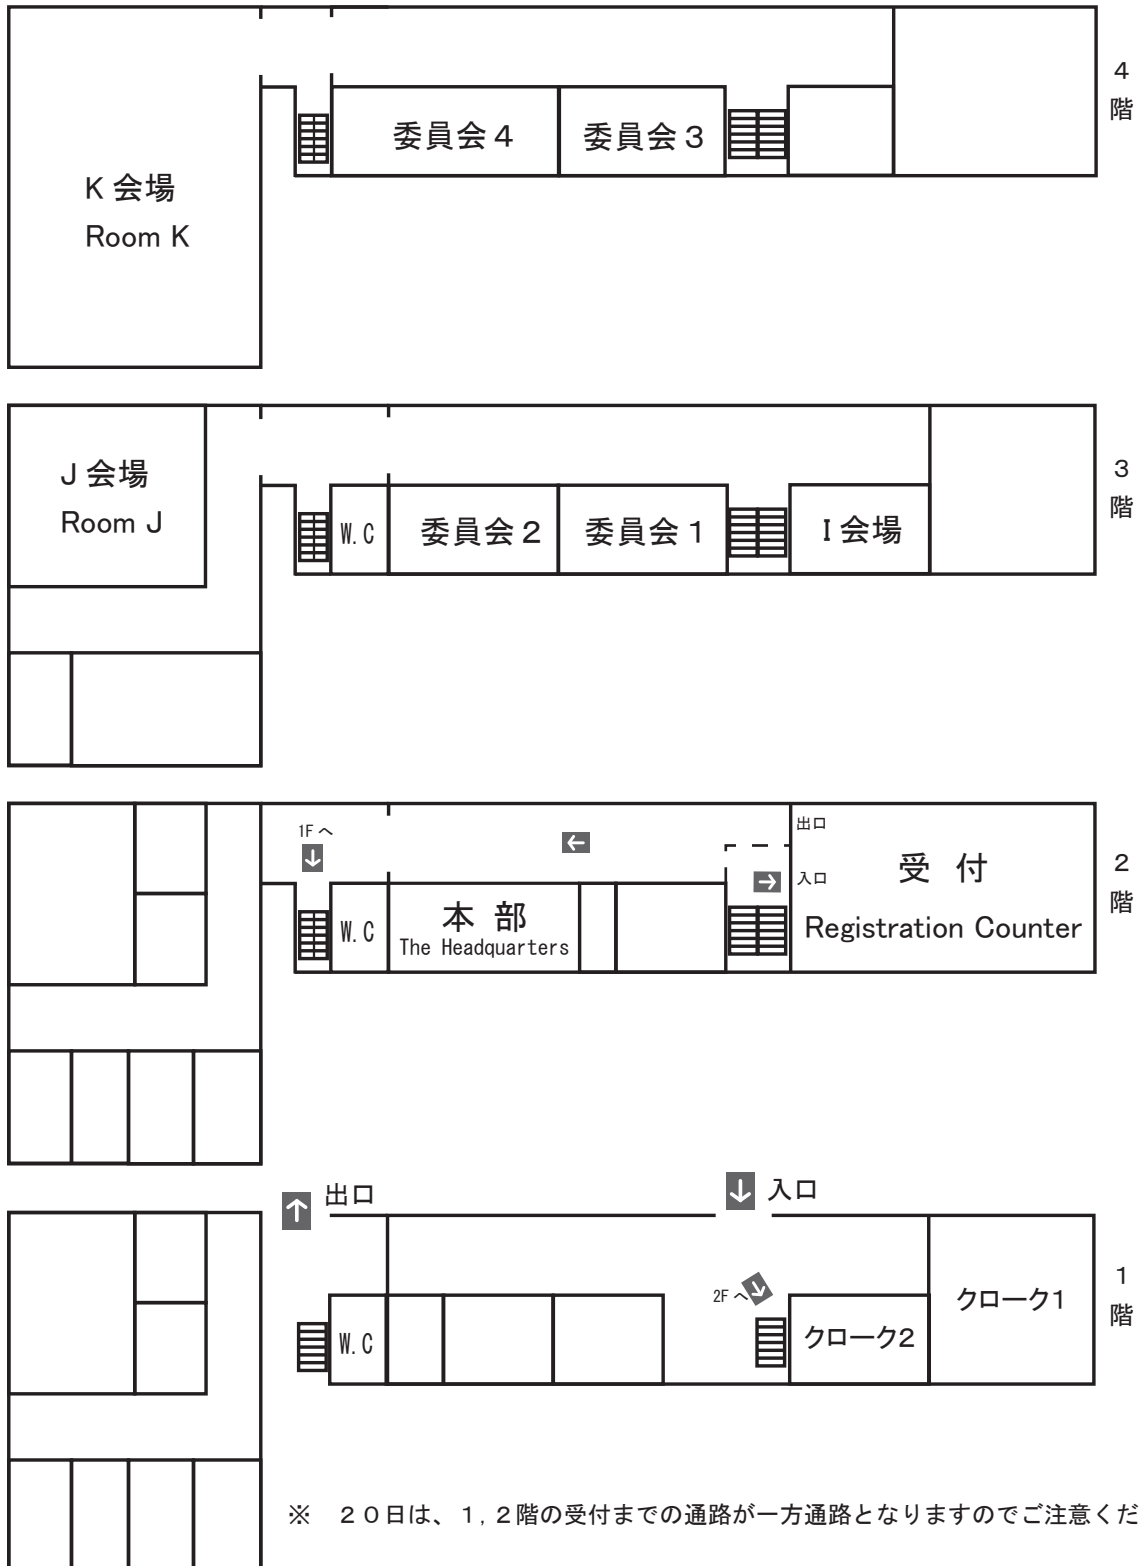 4
階
委員会4
委員会3
K 会場
Room K
3
階
J 会場
Room J
W.C
委員会2
委員会1
I 会場
2
階
1F へ
出口
入口
受 付
Registration Counter
W.C
本 部
The Headquarters
1
階
出口
入口
2F へ
W.C
クローク2
クローク1
※ 20日は、1,2階の受付までの通路が一方通路となりますのでご注意くだ